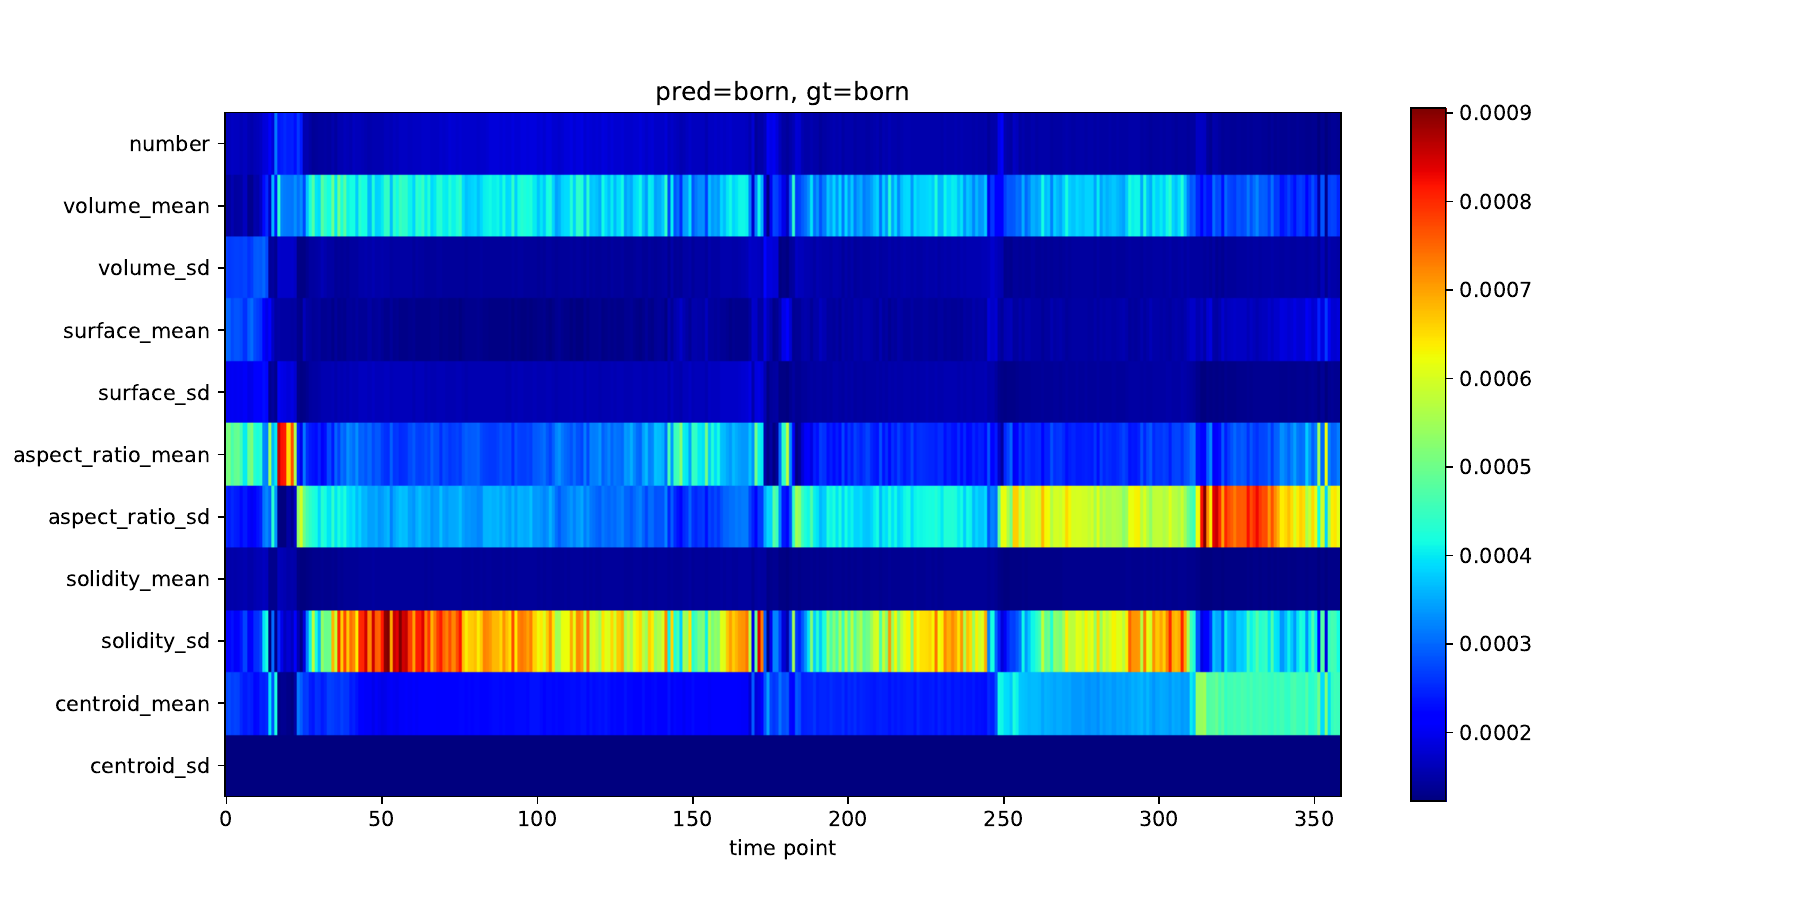 pred=born, gt=born
number
volume_mean
volume_sd
surface_mean
surface_sd
aspect_ratio_mean
aspect_ratio_sd
solidity_mean
solidity_sd
centroid_mean
centroid_sd
0 50 100 150 200 250 300 350
time point
0.0009
0.0008
0.0007
0.0006
0.0005
0.0004
0.0003
0.0002